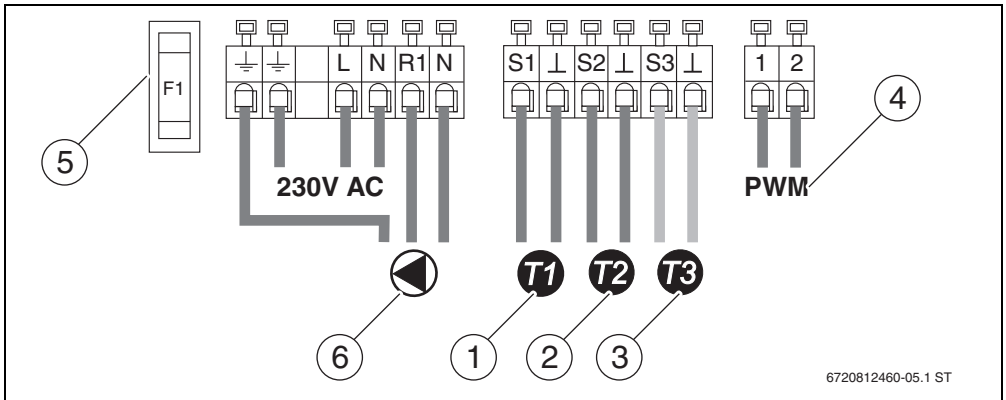 L N R1 N S1 ⊥ S2 ⊥ S3 ⊥ 1 2
F1
5
4
230V AC
PWM
T1 T2 T3
6 1 2 3
6720812460-05.1 ST